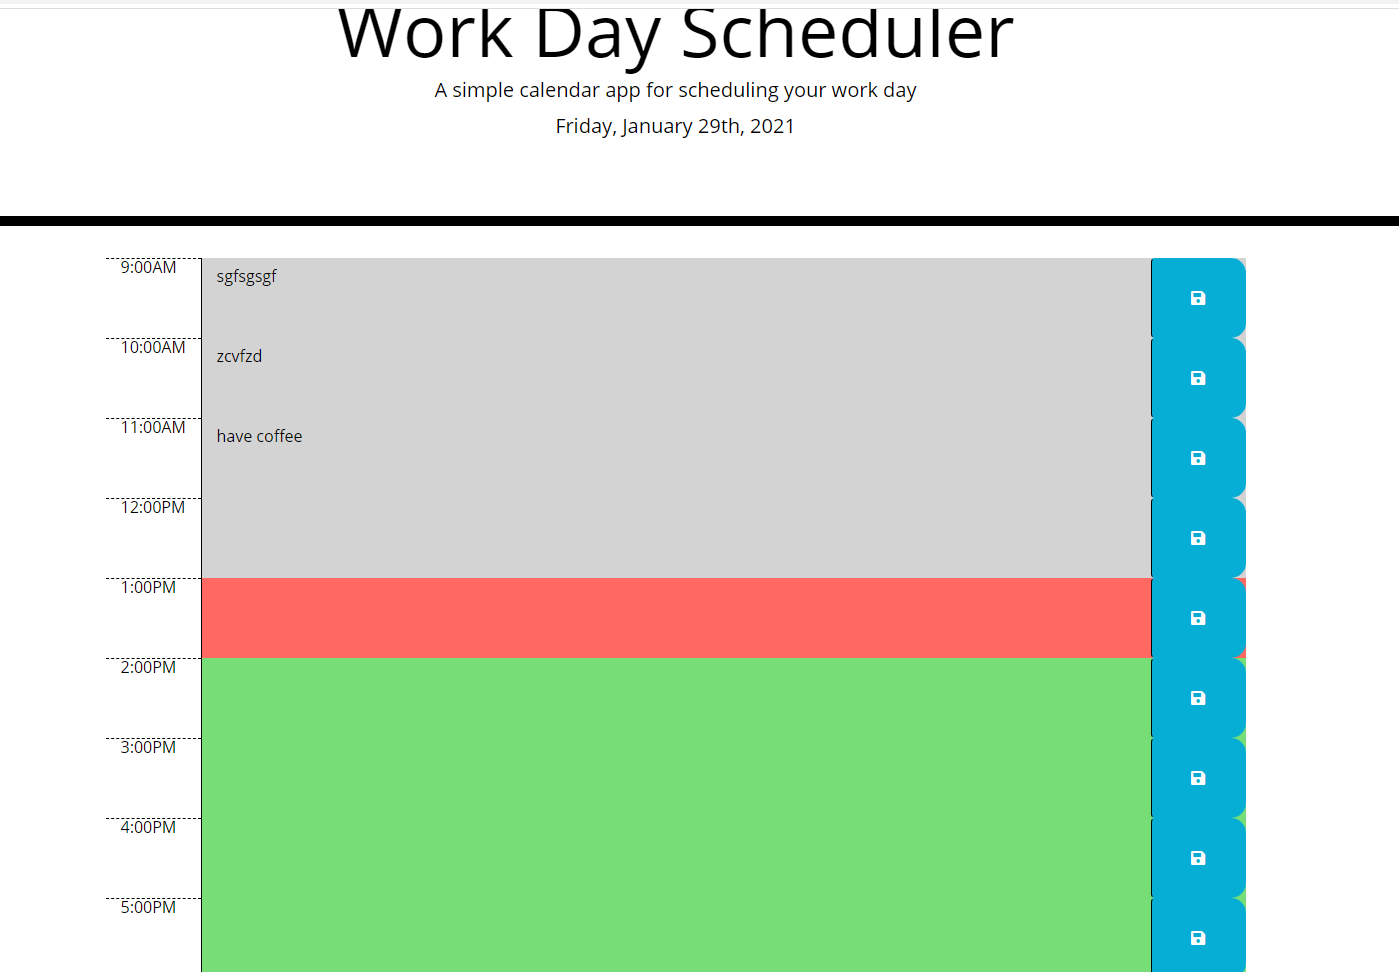 Work Day Scheduler
A simple calendar app for scheduling your work day
Friday, January 29th, 2021
9:00AM
sgfsgsgf
10:00AM
zcvfzd
11:00AM
have coffee
12:00PM
1:00PM
2:00PM
3:00PM
4:00PM
5:00PM